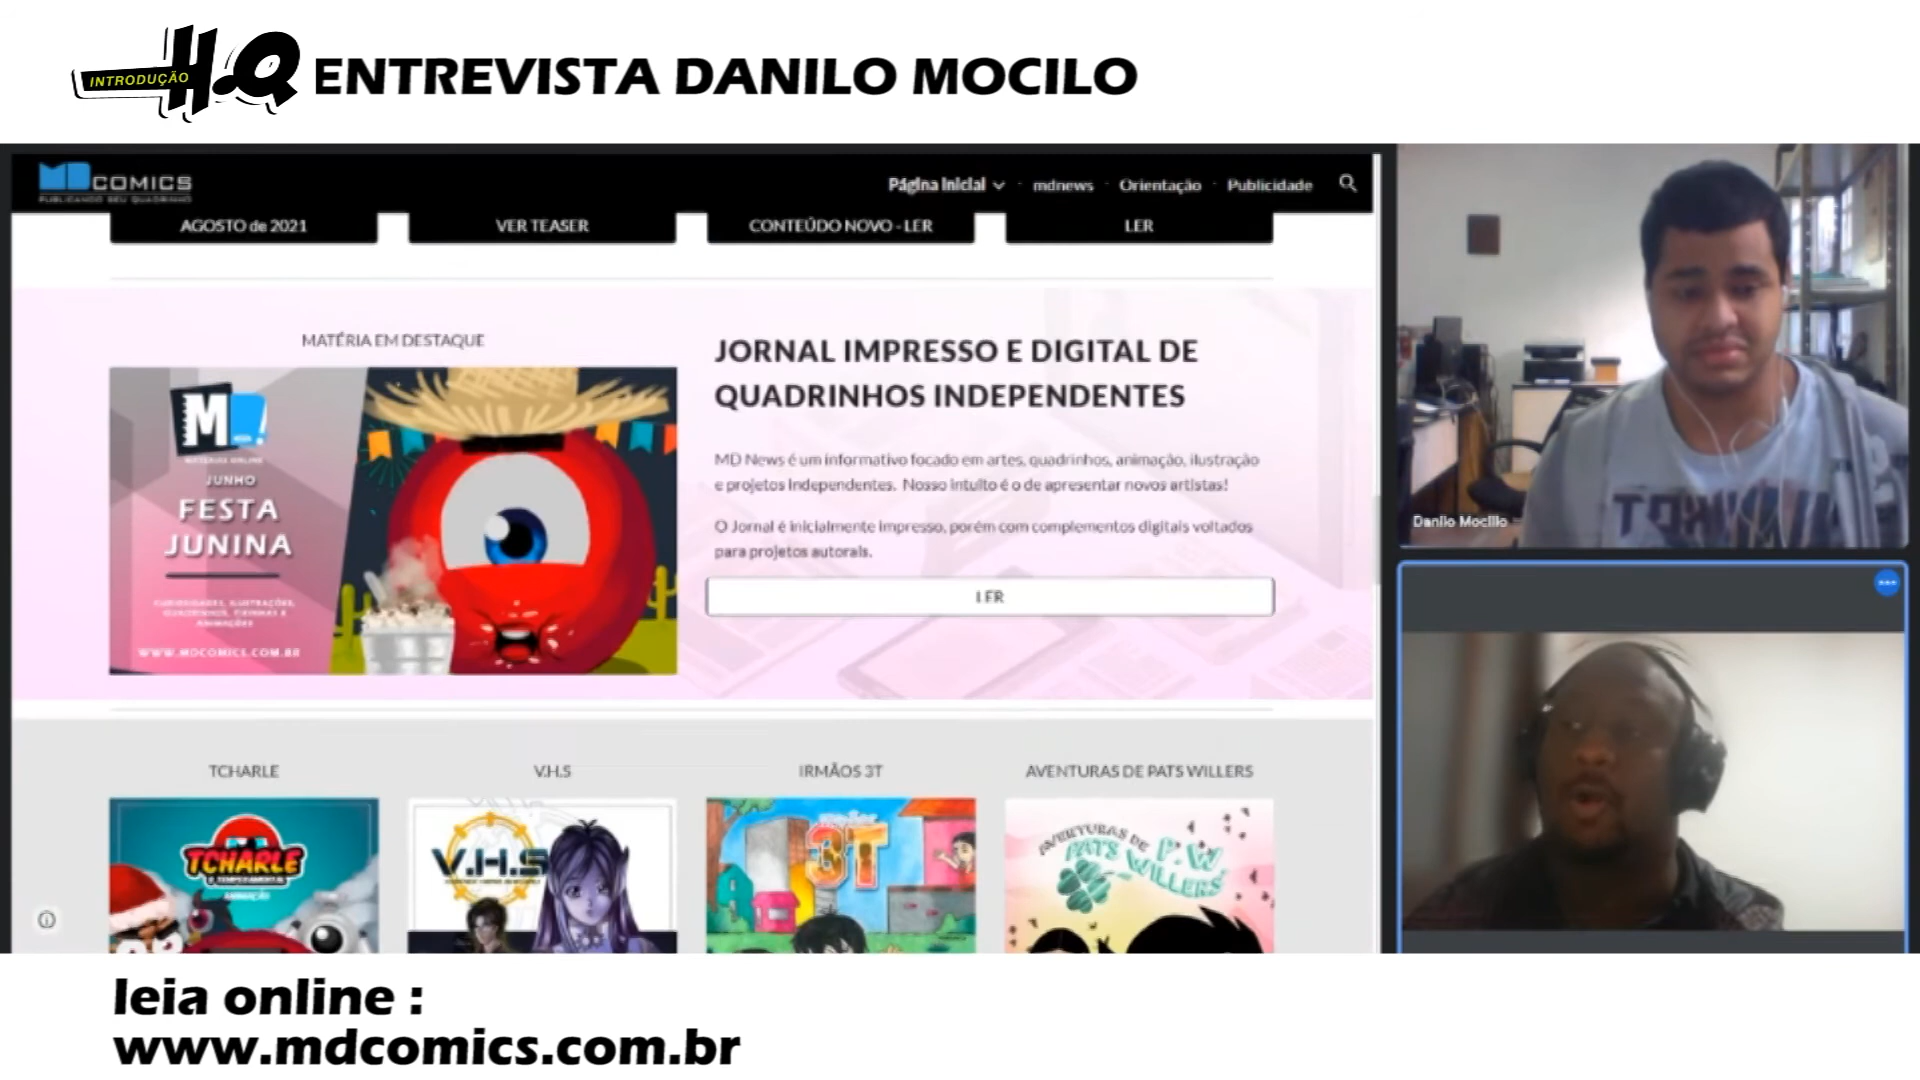 INTRODUÇÃO H.Q ENTREVISTA DANILO MOCILO
MD COMICS
PUBLICANDO SEU QUADRINHO
Página Inicial · mdnews · Orientação · Publicidade
AGOSTO de 2021
VER TEASER
CONTEÚDO NOVO - LER
LER
MATÉRIA EM DESTAQUE
MD!
JUNHO
FESTA
JUNINA
WWW.MDCOMICS.COM.BR
JORNAL IMPRESSO E DIGITAL DE
QUADRINHOS INDEPENDENTES
MD News é um informativo focado em artes, quadrinhos, animação, ilustração
e projetos independentes. Nosso intuito é o de apresentar novos artistas!
O Jornal é inicialmente impresso, porém com complementos digitais voltados
para projetos autorais.
LER
Danilo Mocilo
TCHARLE
V.H.S
IRMÃOS 3T
AVENTURAS DE PATS WILLERS
TCHARLE
ANIMAÇÃO
V.H.S
3T
AVENTURAS DE P.W.
PATS WILLERS
leia online :
www.mdcomics.com.br